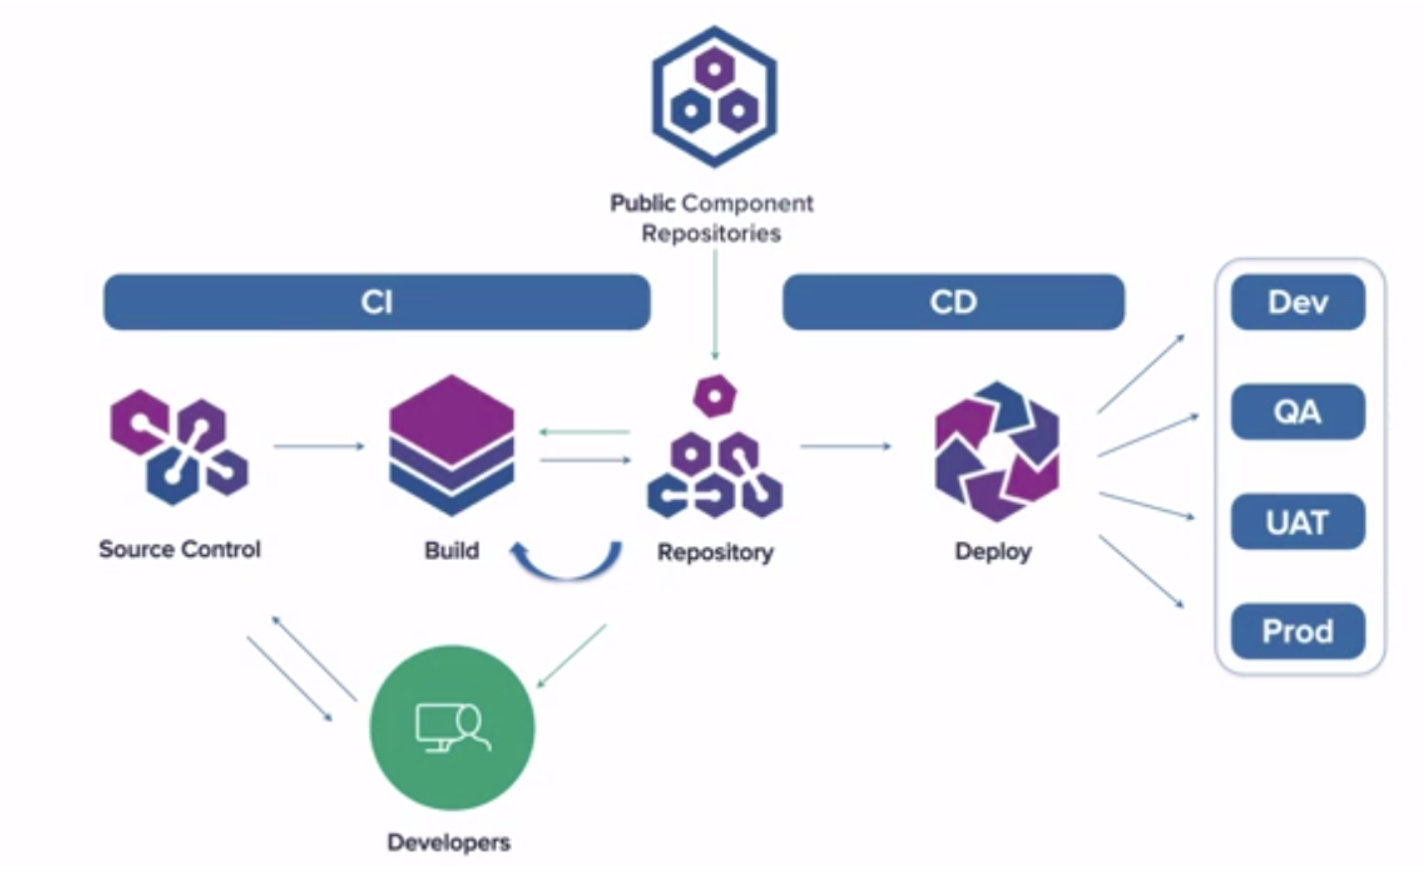 Public Component
Repositories
CI
CD
Dev
QA
UAT
Prod
Source Control
Build
Repository
Deploy
Developers